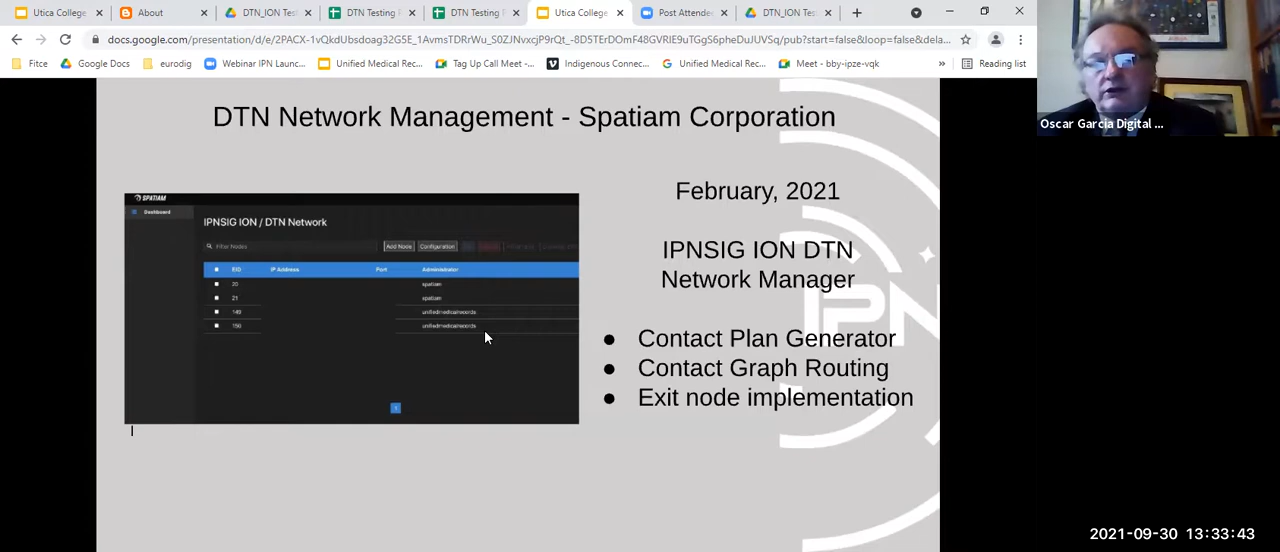 Utica College
About
DTN_ION Tes
DTN Testing P
DTN Testing P
Utica College
Post Attende
DTN_ION Tes
docs.google.com/presentation/d/e/2PACX-1vQkdUbsdoag32G5E_1AvmsTDRrWu
pub?start=false&loop=false&dela...
Fitce
Google Docs
eurodig
Webinar IPN Launc...
Unified Medical Rec...
Tag Up Call Meet -...
Indigenous Connec...
Unified Medical Rec...
Meet - bby-ipze-vqk
»
Reading list
Oscar Garcia Digital ...
DTN Network Management - Spatiam Corporation
SPATIAM
Dashboard
IPNSIG ION / DTN Network
Filter Nodes
Add Node
Configuration
EID
IP Address
Port
Administrator
20
spatiam
21
spatiam
149
unifiedmedicalrecords
150
unifiedmedicalrecords
1
February, 2021
IPNSIG ION DTN
Network Manager
● Contact Plan Generator
● Contact Graph Routing
● Exit node implementation
IPN
2021-09-30 13:33:43